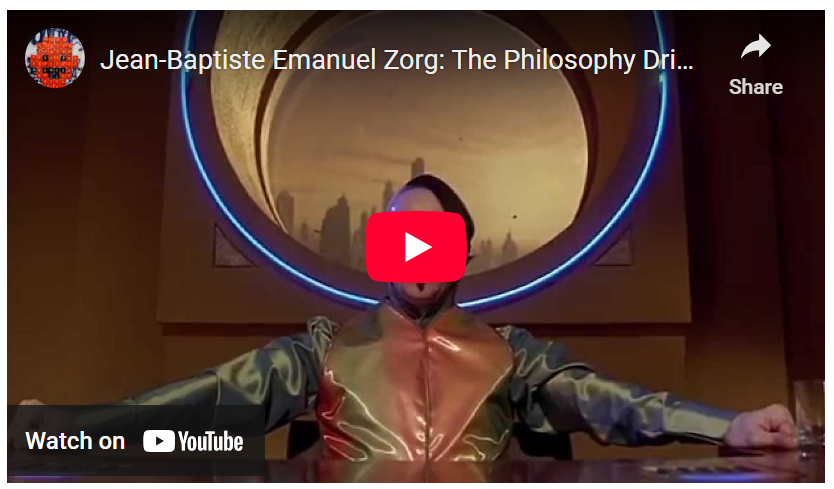 Jean-Baptiste Emanuel Zorg: The Philosophy Dri...
Share
Watch on YouTube